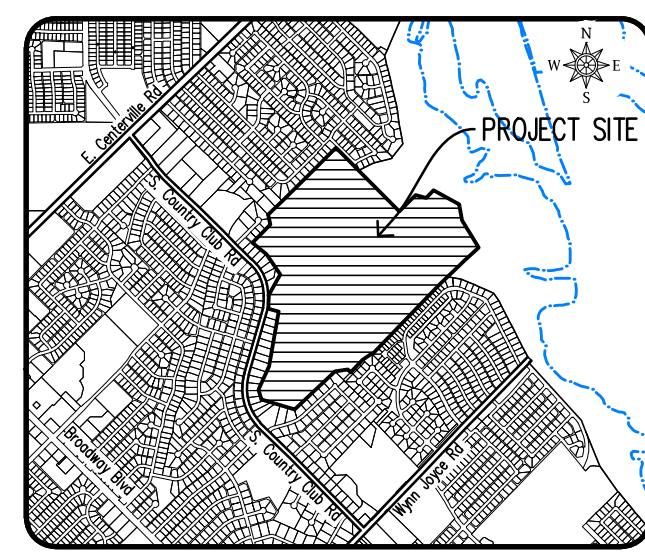 N
W E
S
PROJECT SITE
E. Centerville Rd
S. Country Club Rd
Broadway Blvd
S. Country Club Rd
Wynn Joyce Rd